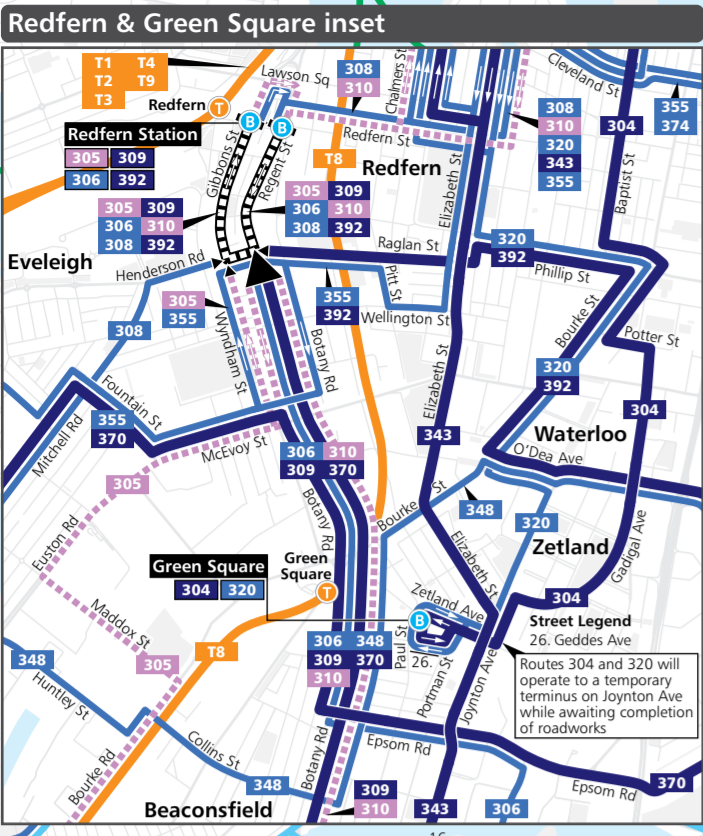 Redfern & Green Square inset
T1 T4
T2 T9
T3
Lawson Sq
308
310
Chalmers St
Cleveland St
355
374
Redfern
T
B
B
Redfern Station
305 309
306 392
Redfern St
T8
Redfern
308
310
320
343
355
304
Baptist St
Gibbons St
Regent St
Elizabeth St
305 309
306 310
308 392
305 309
306 310
308 392
Eveleigh
Henderson Rd
Raglan St
320
392
Phillip St
Pitt St
305
355
355
392
Wellington St
Bourke St
Potter St
308
Wyndham St
Botany Rd
Elizabeth St
320
392
Fountain St
355
370
Mitchell Rd
McEvoy St
304
343
Waterloo
O'Dea Ave
306 310
309 370
305
Botany Rd
Bourke St
348
320
Euston Rd
Zetland
Elizabeth St
Gadigal Ave
Green Square
304 320
Green
Square
T
Maddox St
Zetland Ave
304
B
Street Legend
26. Geddes Ave
Paul St
26.
Portman St
Joynton Ave
306 348
309 370
310
T8
348
305
Routes 304 and 320 will
operate to a temporary
terminus on Joynton Ave
while awaiting completion
of roadworks
Huntley St
Collins St
Botany Rd
Epsom Rd
Bourke Rd
348
Epsom Rd
370
Beaconsfield
309
310
343
306
16